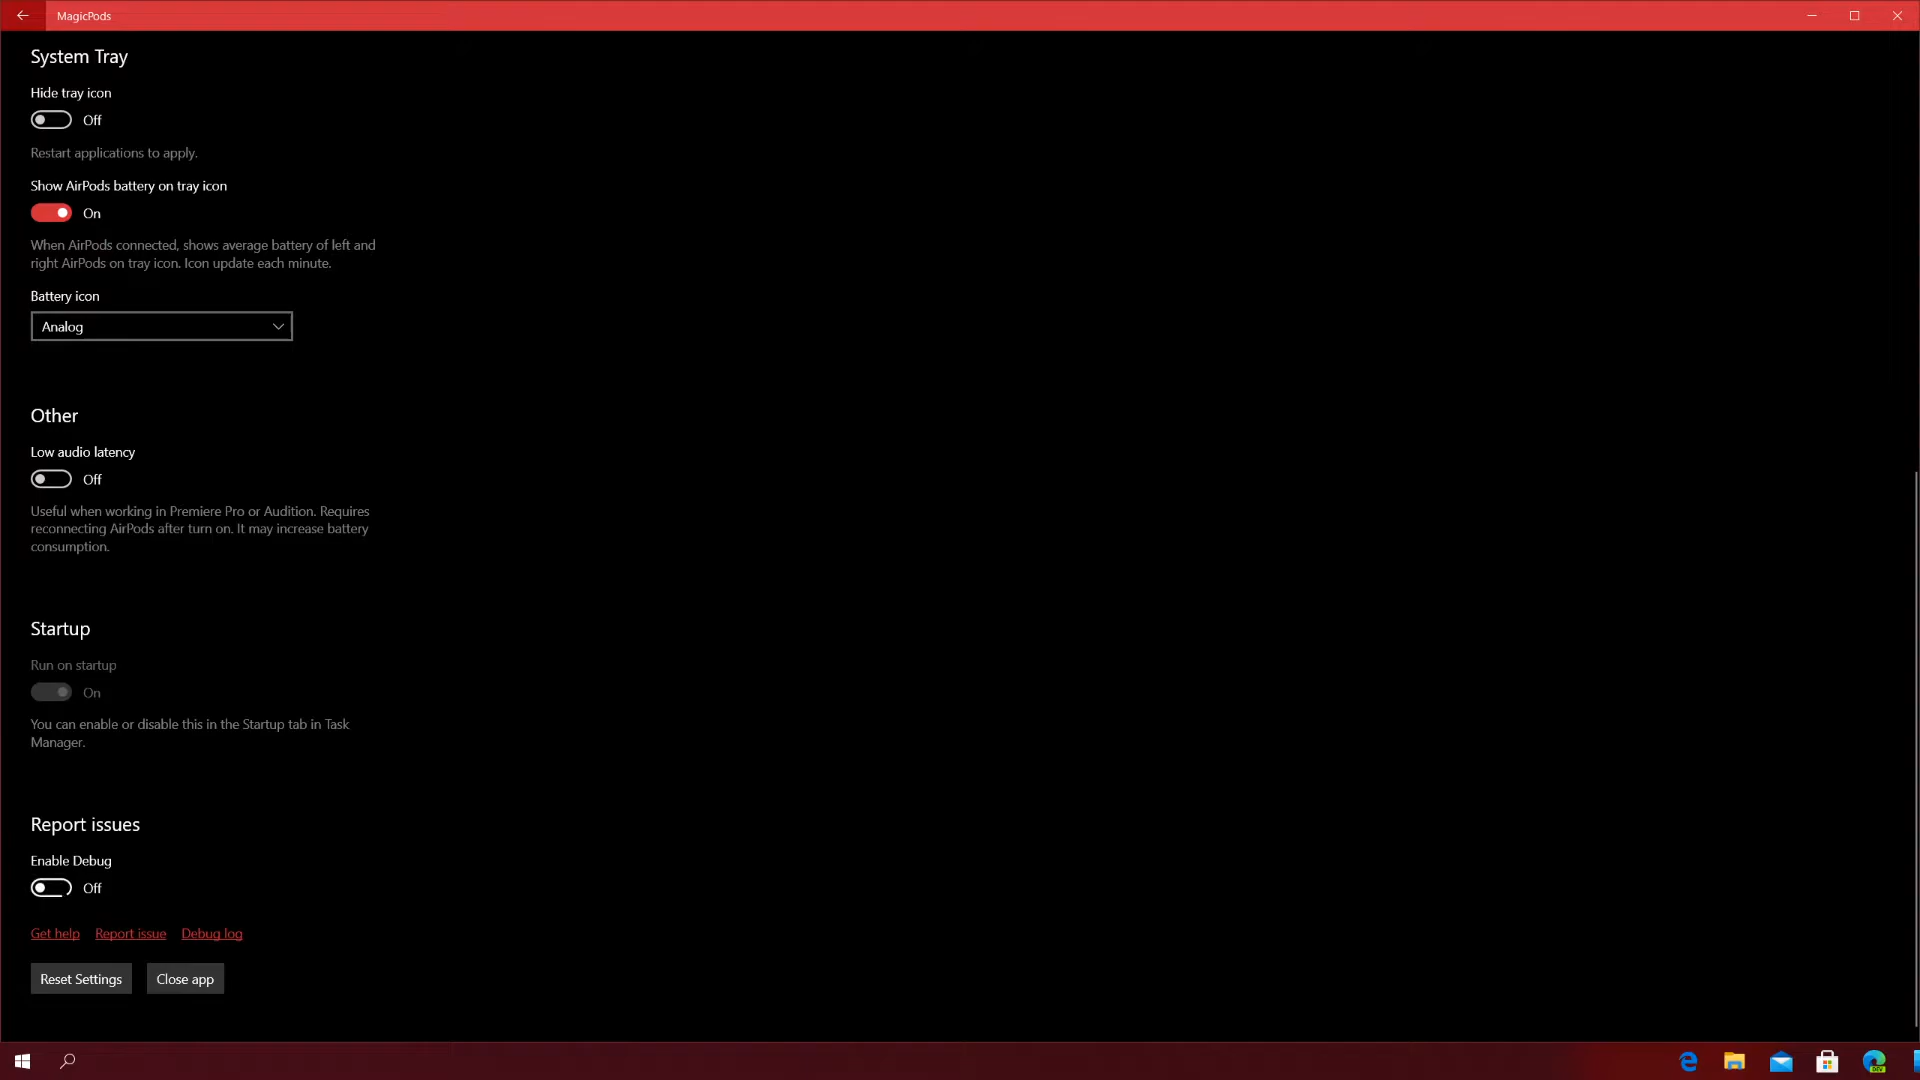 MagicPods
System Tray
Hide tray icon
Off
Restart applications to apply.
Show AirPods battery on tray icon
On
When AirPods connected, shows average battery of left and
right AirPods on tray icon. Icon update each minute.
Battery icon
Analog
Other
Low audio latency
Off
Useful when working in Premiere Pro or Audition. Requires
reconnecting AirPods after turn on. It may increase battery
consumption.
Startup
Run on startup
On
You can enable or disable this in the Startup tab in Task
Manager.
Report issues
Enable Debug
Off
Get help Report issue Debug log
Reset Settings Close app
DEV